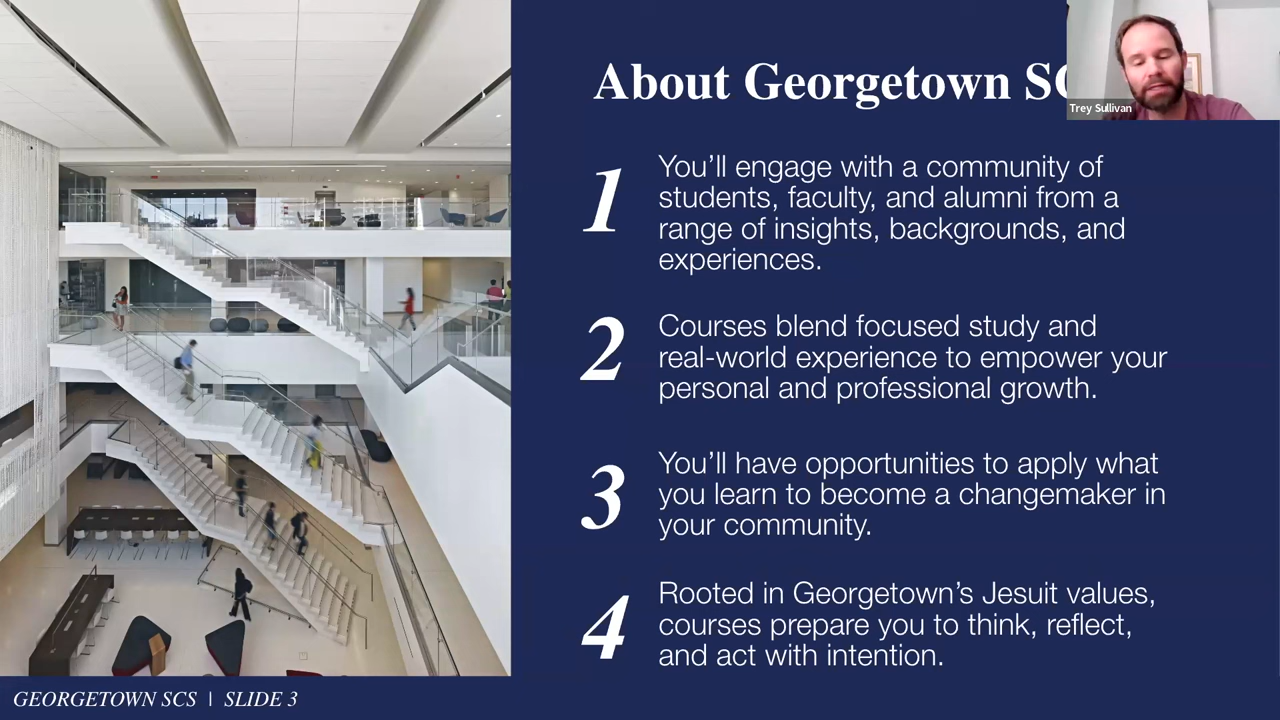 About Georgetown
Trey Sullivan
1
You’ll engage with a community of
students, faculty, and alumni from a
range of insights, backgrounds, and
experiences.
2
Courses blend focused study and
real-world experience to empower your
personal and professional growth.
3
You’ll have opportunities to apply what
you learn to become a changemaker in
your community.
4
Rooted in Georgetown’s Jesuit values,
courses prepare you to think, reflect,
and act with intention.
GEORGETOWN SCS | SLIDE 3